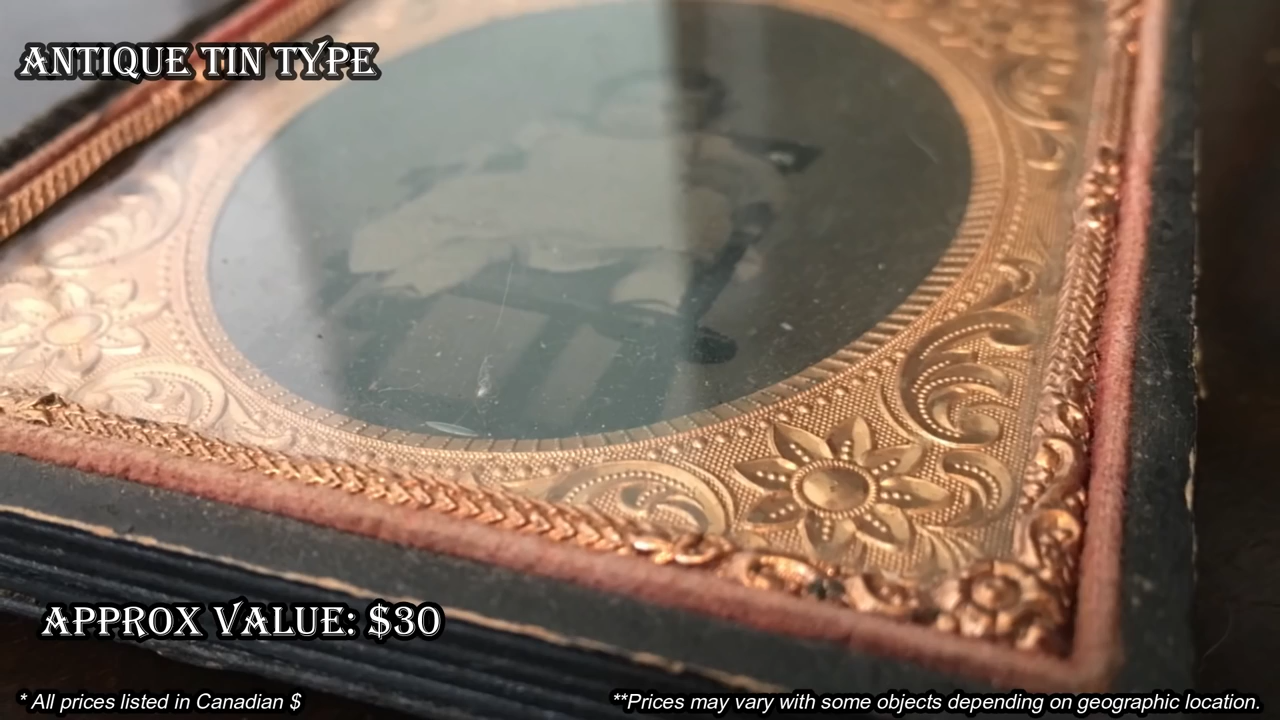 ANTIQUE TIN TYPE
APPROX VALUE: $30
* All prices listed in Canadian $
**Prices may vary with some objects depending on geographic location.